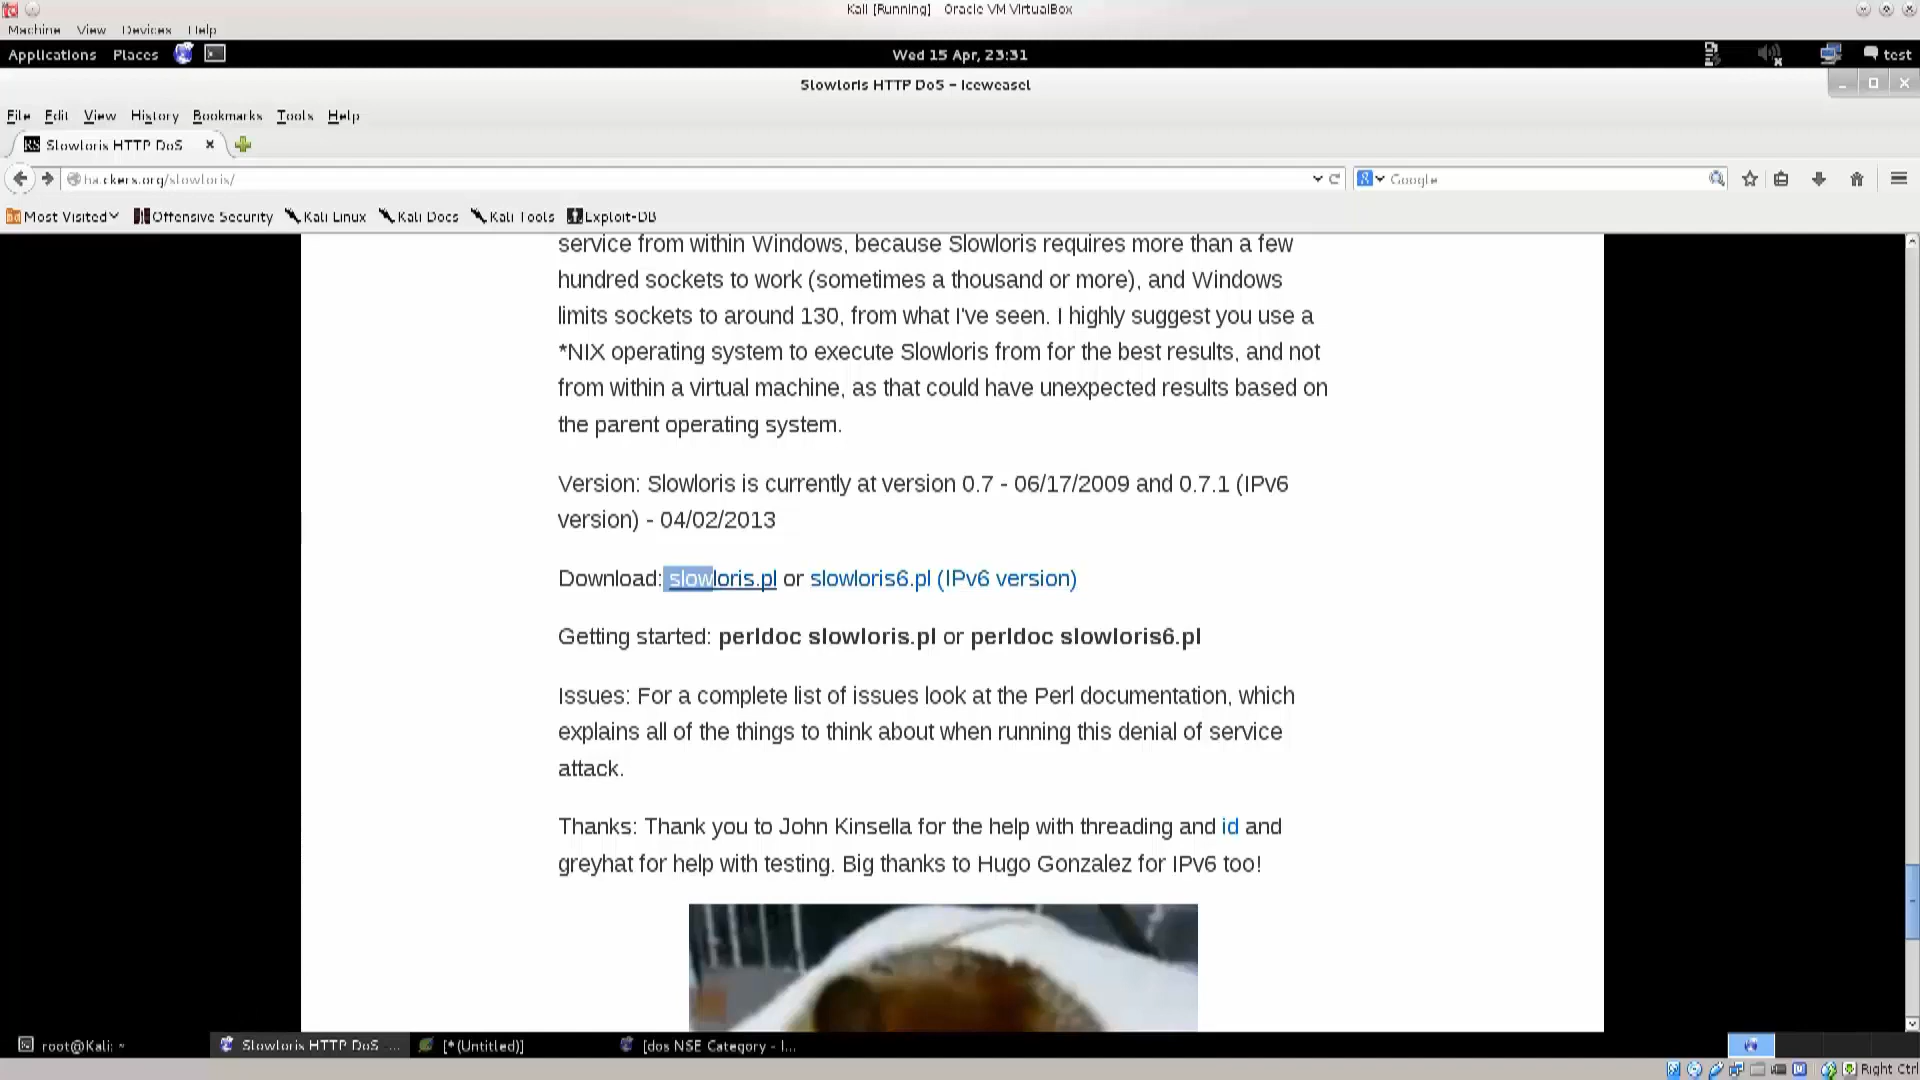 Kali [Running] Oracle VM VirtualBox
Machine View Devices Help
Applications Places Wed 15 Apr, 23:31 test
Slowloris HTTP DoS - Iceweasel
File Edit View History Bookmarks Tools Help
RS Slowloris HTTP DoS
ha.ckers.org/slowloris/ 8 Google
Most Visited Offensive Security Kali Linux Kali Docs Kali Tools Exploit-DB
service from within Windows, because Slowloris requires more than a few
hundred sockets to work (sometimes a thousand or more), and Windows
limits sockets to around 130, from what I've seen. I highly suggest you use a
*NIX operating system to execute Slowloris from for the best results, and not
from within a virtual machine, as that could have unexpected results based on
the parent operating system.
Version: Slowloris is currently at version 0.7 - 06/17/2009 and 0.7.1 (IPv6
version) - 04/02/2013
Download: slowloris.pl or slowloris6.pl (IPv6 version)
Getting started: perldoc slowloris.pl or perldoc slowloris6.pl
Issues: For a complete list of issues look at the Perl documentation, which
explains all of the things to think about when running this denial of service
attack.
Thanks: Thank you to John Kinsella for the help with threading and id and
greyhat for help with testing. Big thanks to Hugo Gonzalez for IPv6 too!
root@Kali: ~ Slowloris HTTP DoS ... [*(Untitled)] [dos NSE Category - I...
Right Ctrl